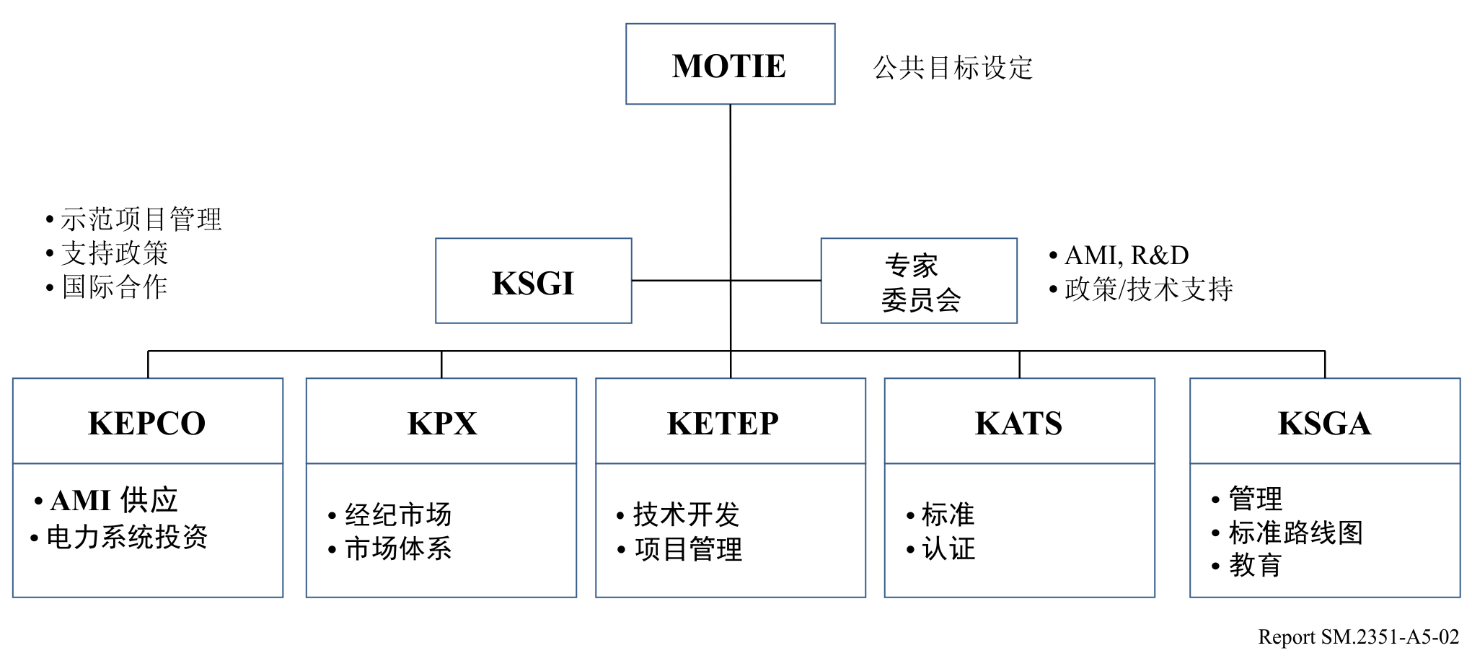 MOTIE
公共目标设定
• 示范项目管理
• 支持政策
• 国际合作
KSGI
专家
委员会
• AMI, R&D
• 政策/技术支持
KEPCO
• AMI 供应
• 电力系统投资
KPX
• 经纪市场
• 市场体系
KETEP
• 技术开发
• 项目管理
KATS
• 标准
• 认证
KSGA
• 管理
• 标准路线图
• 教育
Report SM.2351-A5-02